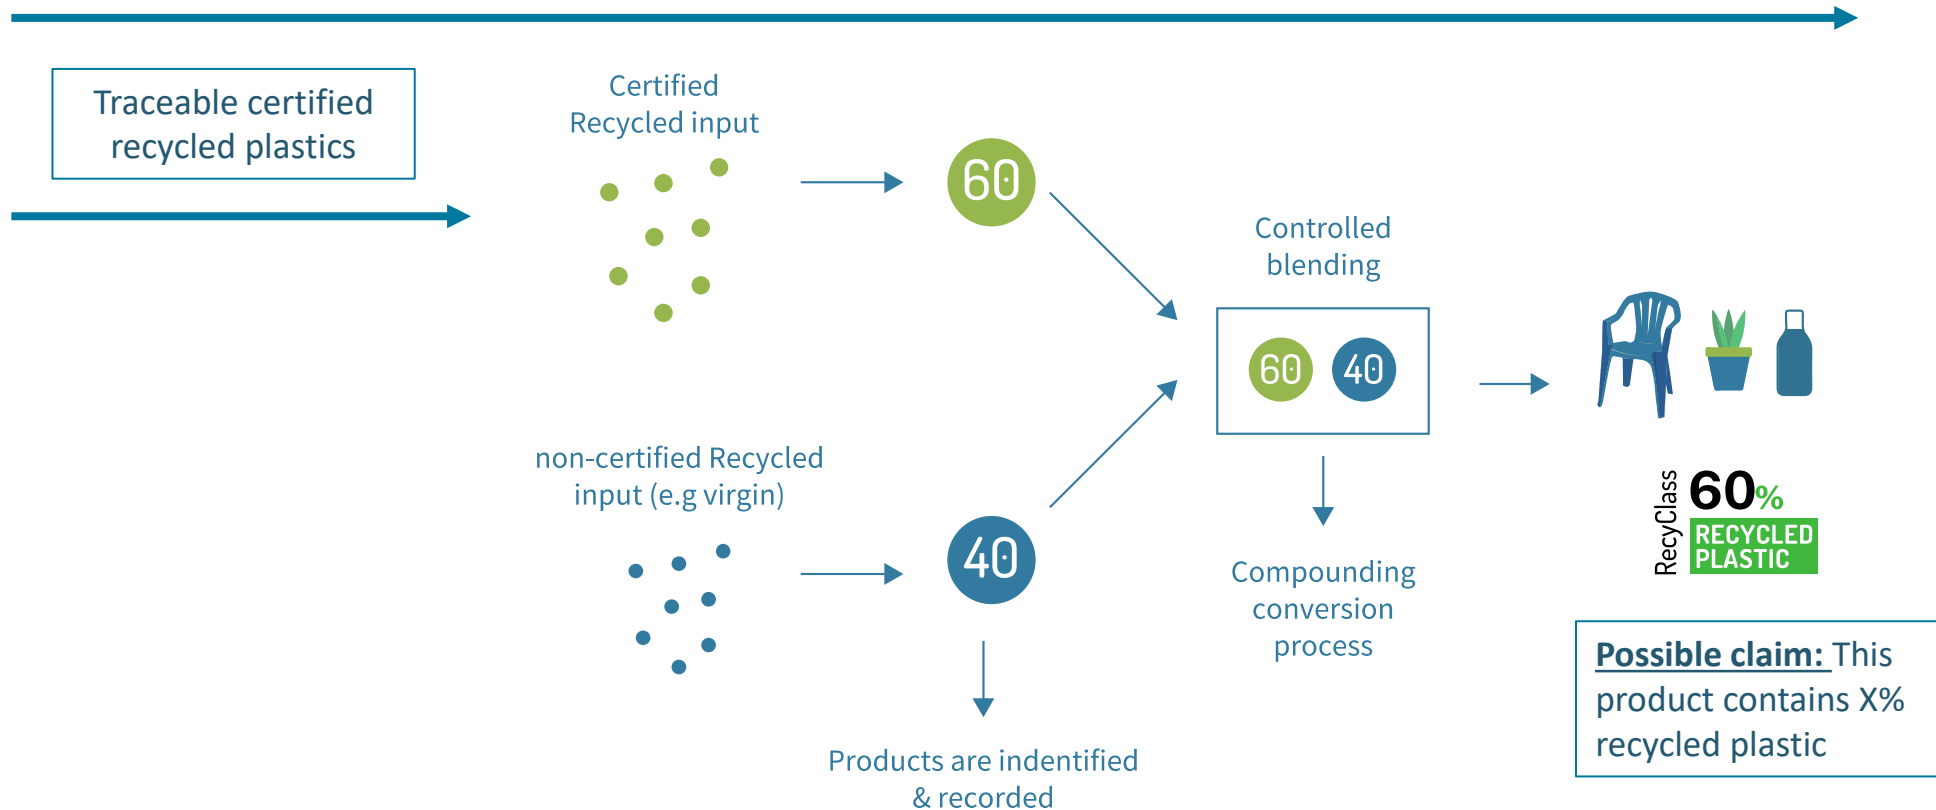 Traceable certified
recycled plastics
Certified
Recycled input
60
non-certified Recycled
input (e.g virgin)
40
Products are indentified
& recorded
Controlled
blending
60 40
Compounding
conversion
process
RecyClass
60%
RECYCLED
PLASTIC
Possible claim: This
product contains X%
recycled plastic